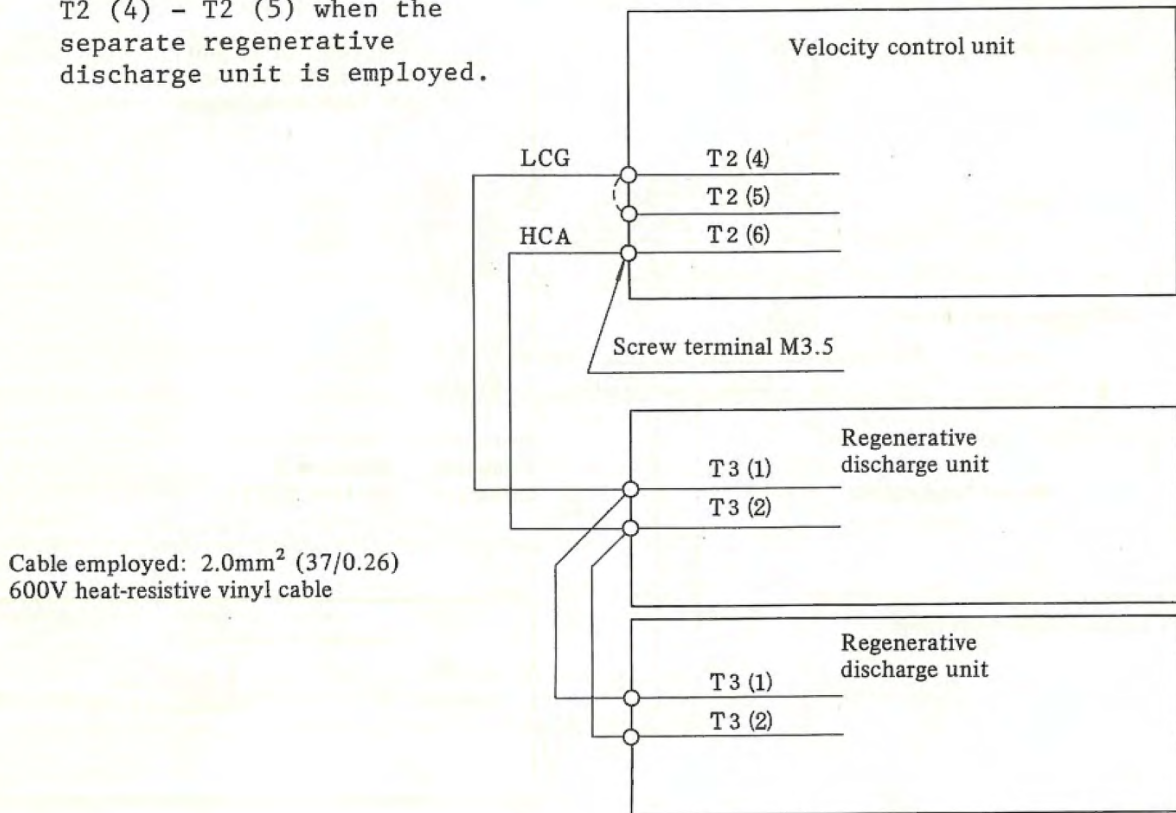 T2 (4) – T2 (5) when the
separate regenerative
discharge unit is employed.
Velocity control unit
LCG
T2 (4)
T2 (5)
HCA
T2 (6)
Screw terminal M3.5
Regenerative
discharge unit
T3 (1)
T3 (2)
Cable employed: 2.0mm² (37/0.26)
600V heat-resistive vinyl cable
Regenerative
discharge unit
T3 (1)
T3 (2)